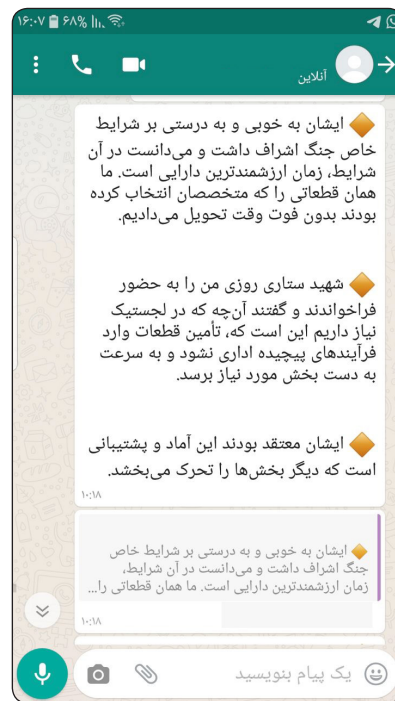 ۱۶:۰۷ ۶۸%
آنلاین
ایشان به خوبی و به درستی بر شرایط
خاص جنگ اشراف داشت و می‌دانست در آن
شرایط، زمان ارزشمندترین دارایی است. ما
همان قطعاتی را که متخصصان انتخاب کرده
بودند بدون فوت وقت تحویل می‌دادیم.
شهید ستاری روزی من را به حضور
فراخواندند و گفتند آن‌چه که در لجستیک
نیاز داریم این است که، تأمین قطعات وارد
فرآیندهای پیچیده اداری نشود و به سرعت
به دست بخش مورد نیاز برسد.
ایشان معتقد بودند این آماد و پشتیبانی
است که دیگر بخش‌ها را تحرک می‌بخشد.
۱۰:۱۸
ایشان به خوبی و به درستی بر شرایط خاص
جنگ اشراف داشت و می‌دانست در آن شرایط،
زمان ارزشمندترین دارایی است. ما همان قطعاتی را...
۱۰:۱۸
یک پیام بنویسید